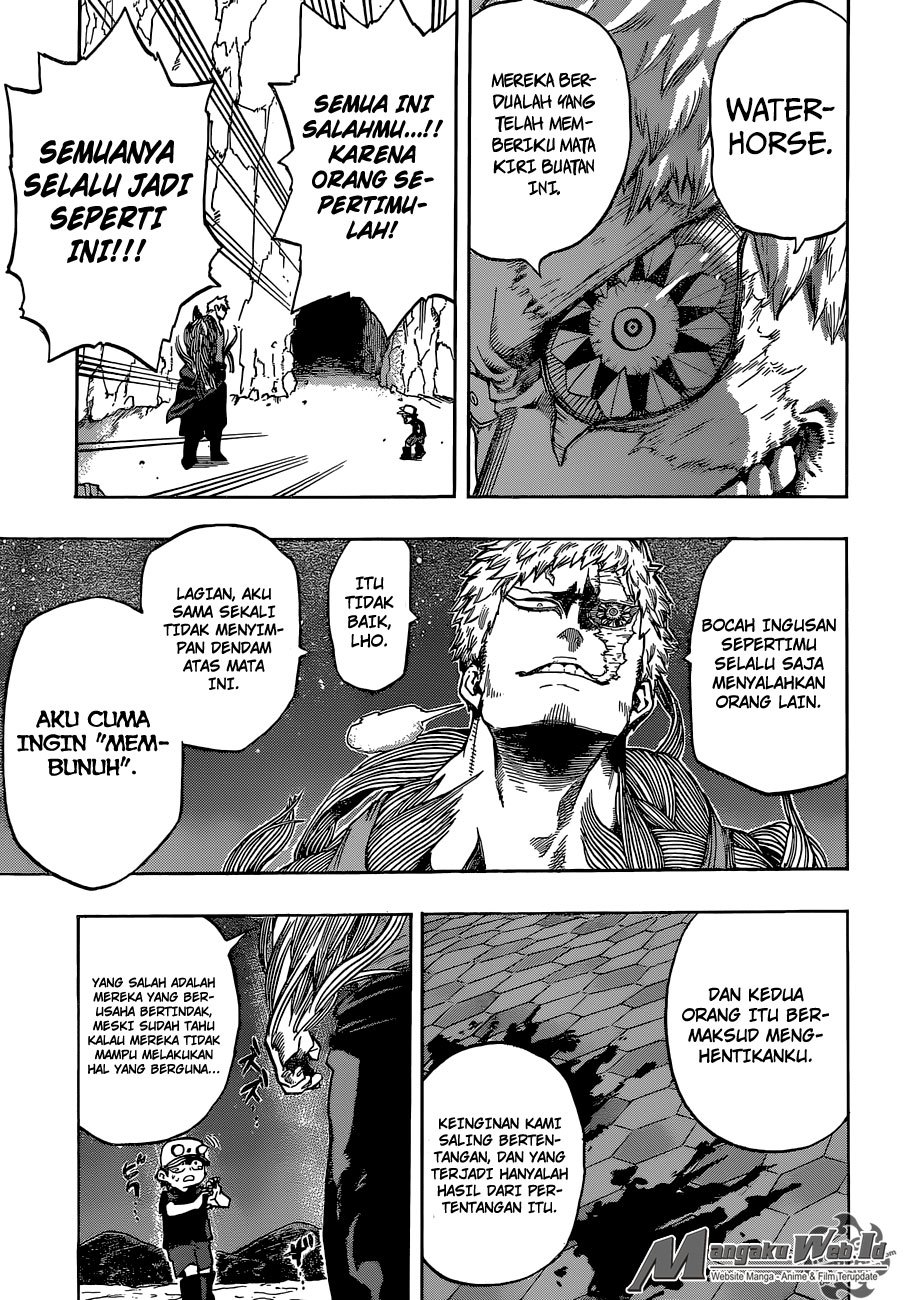 WATER-
HORSE.
MEREKA BER-
DUALAH YANG
TELAH MEM-
BERIKU MATA
KIRI BUATAN
INI.
SEMUA INI
SALAHMU...!!
KARENA
ORANG SE-
PERTIMU-
LAH!
SEMUANYA
SELALU JADI
SEPERTI
INI!!!
BOCAH INGUSAN
SEPERTIMU
SELALU SAJA
MENYALAHKAN
ORANG LAIN.
ITU
TIDAK
BAIK,
LHO.
LAGIAN, AKU
SAMA SEKALI
TIDAK MENYIM-
PAN DENDAM
ATAS MATA
INI.
AKU CUMA
INGIN "MEM-
BUNUH".
DAN KEDUA
ORANG ITU BER-
MAKSUD MENG-
HENTIKANKU.
KEINGINAN KAMI
SALING BERTEN-
TANGAN, DAN YANG
TERJADI HANYALAH
HASIL DARI PER-
TENTANGAN ITU.
YANG SALAH ADALAH
MEREKA YANG BER-
USAHA BERTINDAK,
MESKI SUDAH TAHU
KALAU MEREKA TIDAK
MAMPU MELAKUKAN
HAL YANG BERGUNA...
Mangaku Web Id
Website Manga - Anime & Film Terupdate